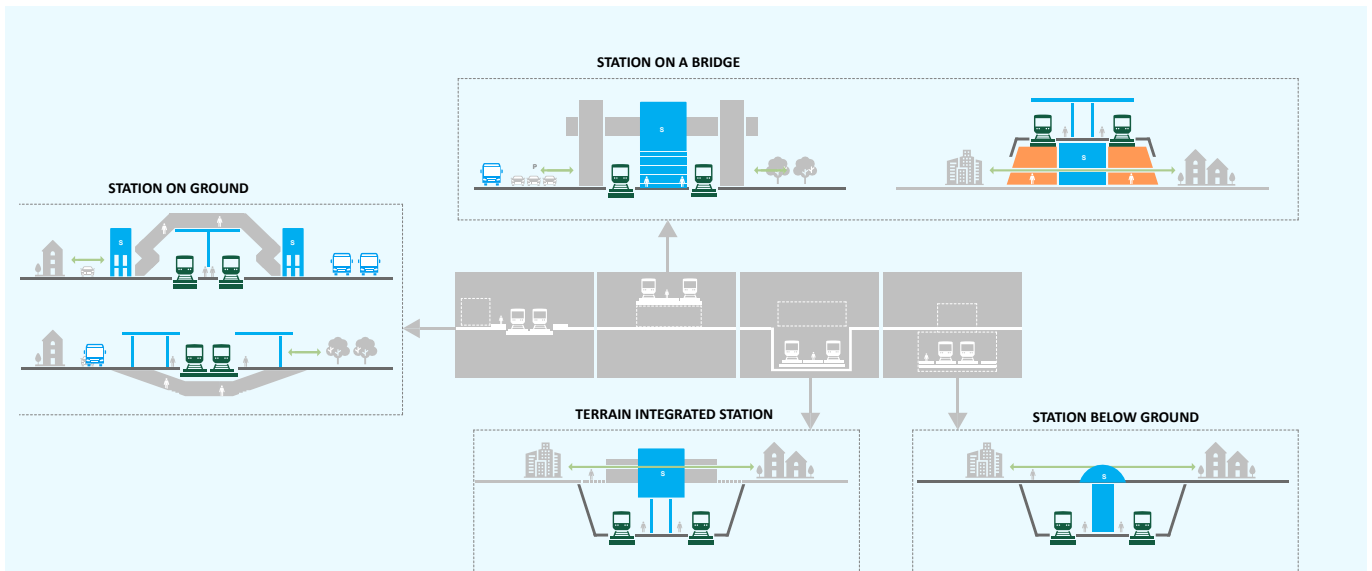 STATION ON A BRIDGE
S
P
S
STATION ON GROUND
S
S
TERRAIN INTEGRATED STATION
STATION BELOW GROUND
S
S